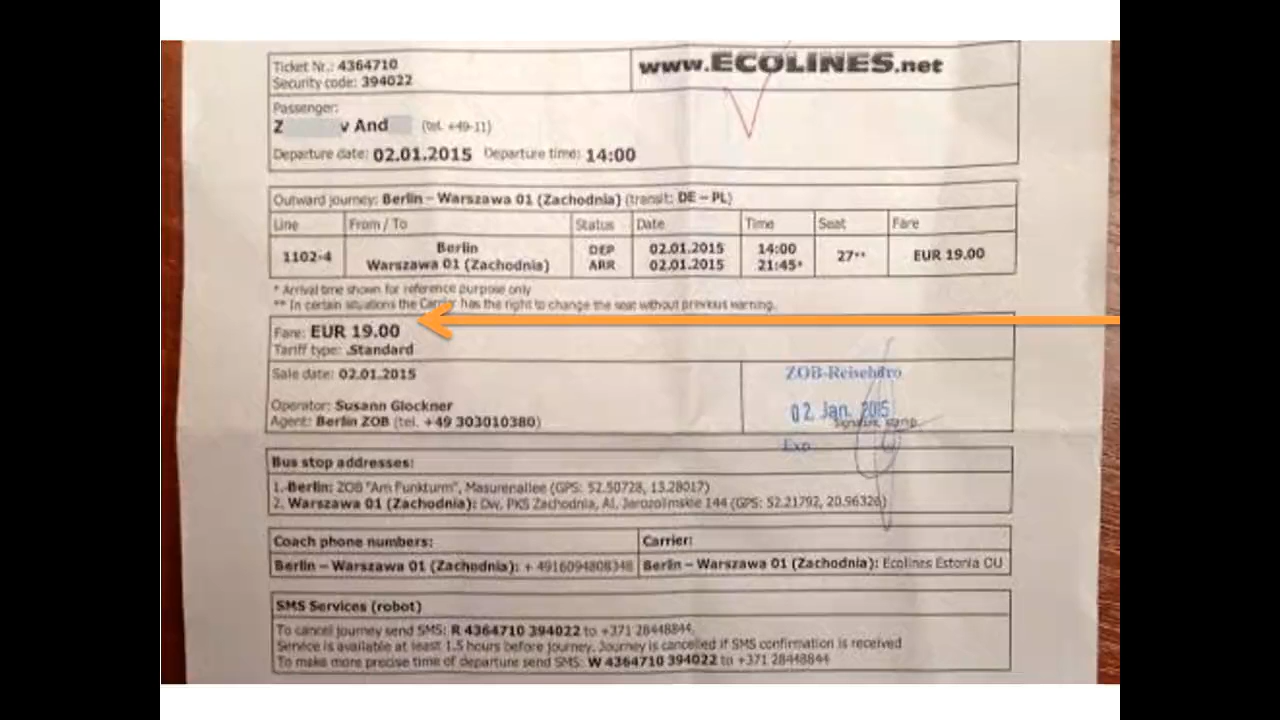 Ticket Nr.: 4364710
Security code: 394022
www.ECOLINES.net
Passenger:
Z v And (tel. +49-11)
Departure date: 02.01.2015 Departure time: 14:00
Outward journey: Berlin – Warszawa 01 (Zachodnia) (transit: DE – PL)
Line From / To Status Date Time Seat Fare
1102-4 Berlin DEP 02.01.2015 14:00 27** EUR 19.00
Warszawa 01 (Zachodnia) ARR 02.01.2015 21:45*
* Arrival time shown for reference purpose only
** In certain situations the Carrier has the right to change the seat without previous warning.
Fare: EUR 19.00
Tariff type: .Standard
Sale date: 02.01.2015
Operator: Susann Glockner
Agent: Berlin ZOB (tel. +49 303010380)
ZOB-Reisebüro
02. Jan. 2015
Signature, stamp
Exp
Bus stop addresses:
1. Berlin: ZOB "Am Funkturm", Masurenallee (GPS: 52.50728, 13.28017)
2. Warszawa 01 (Zachodnia): Dw. PKS Zachodnia, Al. Jerozolimskie 144 (GPS: 52.21792, 20.96326)
Coach phone numbers:
Berlin – Warszawa 01 (Zachodnia): + 4916094808348
Carrier:
Berlin – Warszawa 01 (Zachodnia): Ecolines Estonia OU
SMS Services (robot)
To cancel journey send SMS: R 4364710 394022 to +371 28448844.
Service is available at least 1.5 hours before journey. Journey is cancelled if SMS confirmation is received
To make more precise time of departure send SMS: W 4364710 394022 to +371 28448844